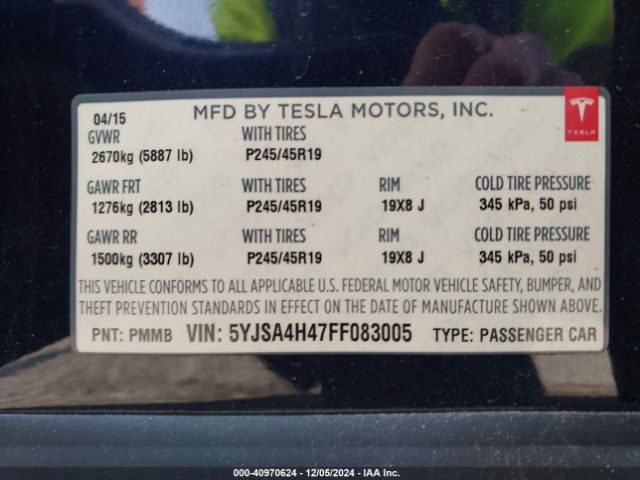 04/15
MFD BY TESLA MOTORS, INC.
TESLA
GVWR WITH TIRES
2670kg (5887 lb) P245/45R19
GAWR FRT WITH TIRES RIM COLD TIRE PRESSURE
1276kg (2813 lb) P245/45R19 19X8 J 345 kPa, 50 psi
GAWR RR WITH TIRES RIM COLD TIRE PRESSURE
1500kg (3307 lb) P245/45R19 19X8 J 345 kPa, 50 psi
THIS VEHICLE CONFORMS TO ALL APPLICABLE U.S. FEDERAL MOTOR VEHICLE SAFETY, BUMPER, AND
THEFT PREVENTION STANDARDS IN EFFECT ON THE DATE OF MANUFACTURE SHOWN ABOVE.
PNT: PMMB VIN: 5YJSA4H47FF083005 TYPE: PASSENGER CAR
000-40970624 - 12/05/2024 - IAA Inc.